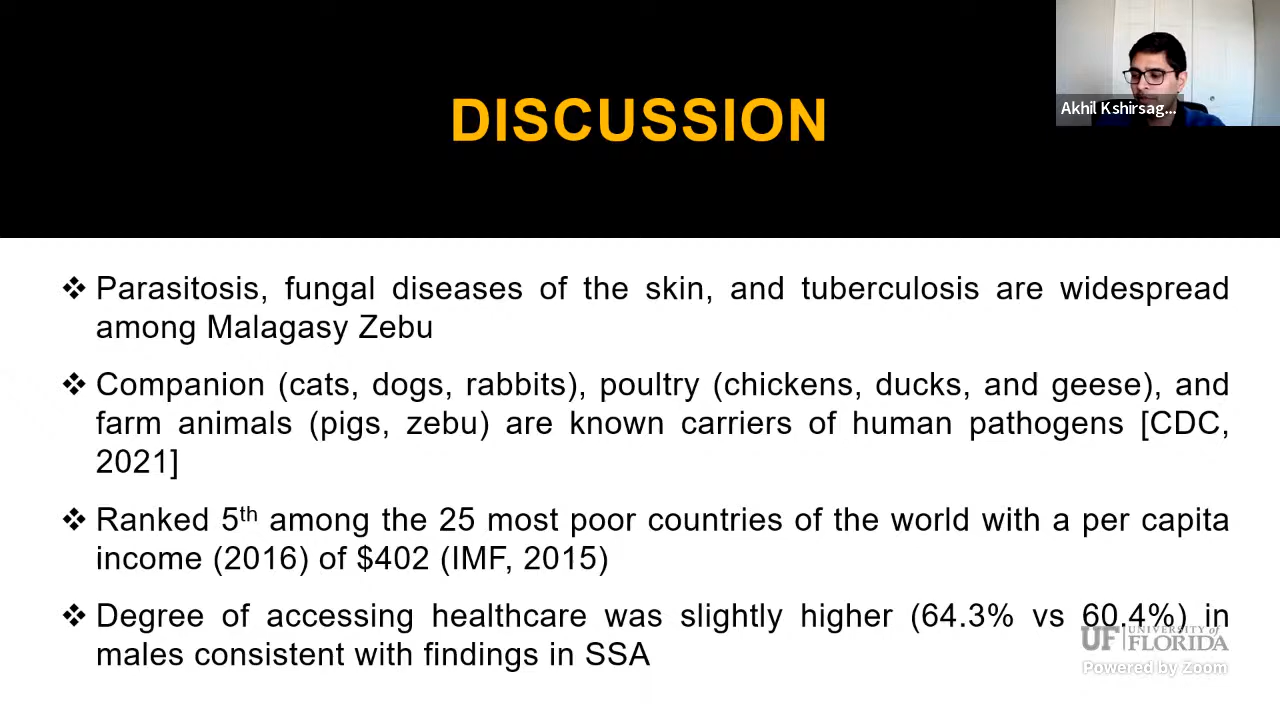 DISCUSSION
Akhil Kshirsag...
❖ Parasitosis, fungal diseases of the skin, and tuberculosis are widespread
among Malagasy Zebu
❖ Companion (cats, dogs, rabbits), poultry (chickens, ducks, and geese), and
farm animals (pigs, zebu) are known carriers of human pathogens [CDC,
2021]
❖ Ranked 5th among the 25 most poor countries of the world with a per capita
income (2016) of $402 (IMF, 2015)
❖ Degree of accessing healthcare was slightly higher (64.3% vs 60.4%) in
males consistent with findings in SSA
UF UNIVERSITY of
FLORIDA
Powered by Zoom